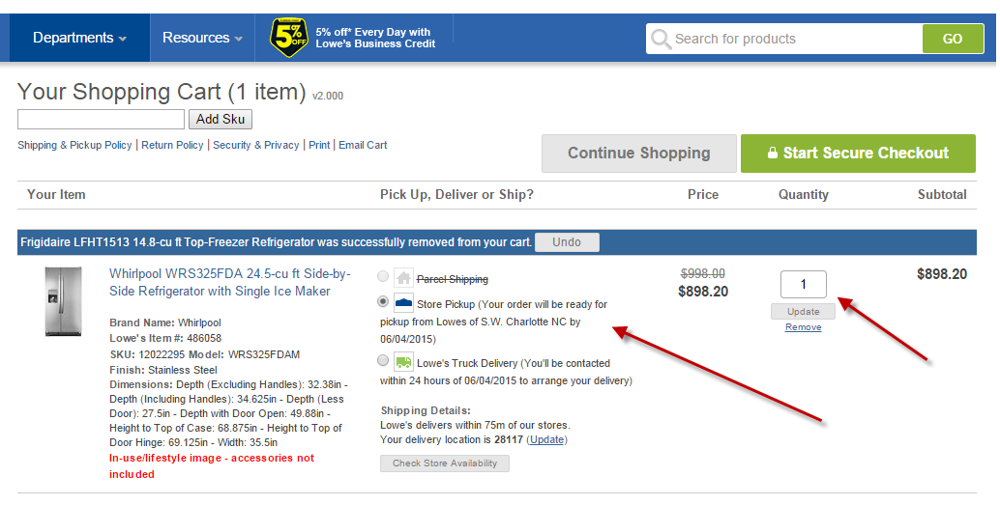 Departments
Resources
5% OFF
5% off* Every Day with
Lowe's Business Credit
Search for products
GO
Your Shopping Cart (1 item) v2.000
Add Sku
Shipping & Pickup Policy | Return Policy | Security & Privacy | Print | Email Cart
Continue Shopping
Start Secure Checkout
Your Item
Pick Up, Deliver or Ship?
Price
Quantity
Subtotal
Frigidaire LFHT1513 14.8-cu ft Top-Freezer Refrigerator was successfully removed from your cart. Undo
Whirlpool WRS325FDA 24.5-cu ft Side-by-
Side Refrigerator with Single Ice Maker
Brand Name: Whirlpool
Lowe's Item #: 486058
SKU: 12022295 Model: WRS325FDAM
Finish: Stainless Steel
Dimensions: Depth (Excluding Handles): 32.38in -
Depth (Including Handles): 34.625in - Depth (Less
Door): 27.5in - Depth with Door Open: 49.88in -
Height to Top of Case: 68.875in - Height to Top of
Door Hinge: 69.125in - Width: 35.5in
In-use/lifestyle image - accessories not
included
Parcel Shipping
Store Pickup (Your order will be ready for
pickup from Lowes of S.W. Charlotte NC by
06/04/2015)
Lowe's Truck Delivery (You'll be contacted
within 24 hours of 06/04/2015 to arrange your delivery)
Shipping Details:
Lowe's delivers within 75m of our stores.
Your delivery location is 28117 (Update)
Check Store Availability
$998.00
$898.20
1
Update
Remove
$898.20